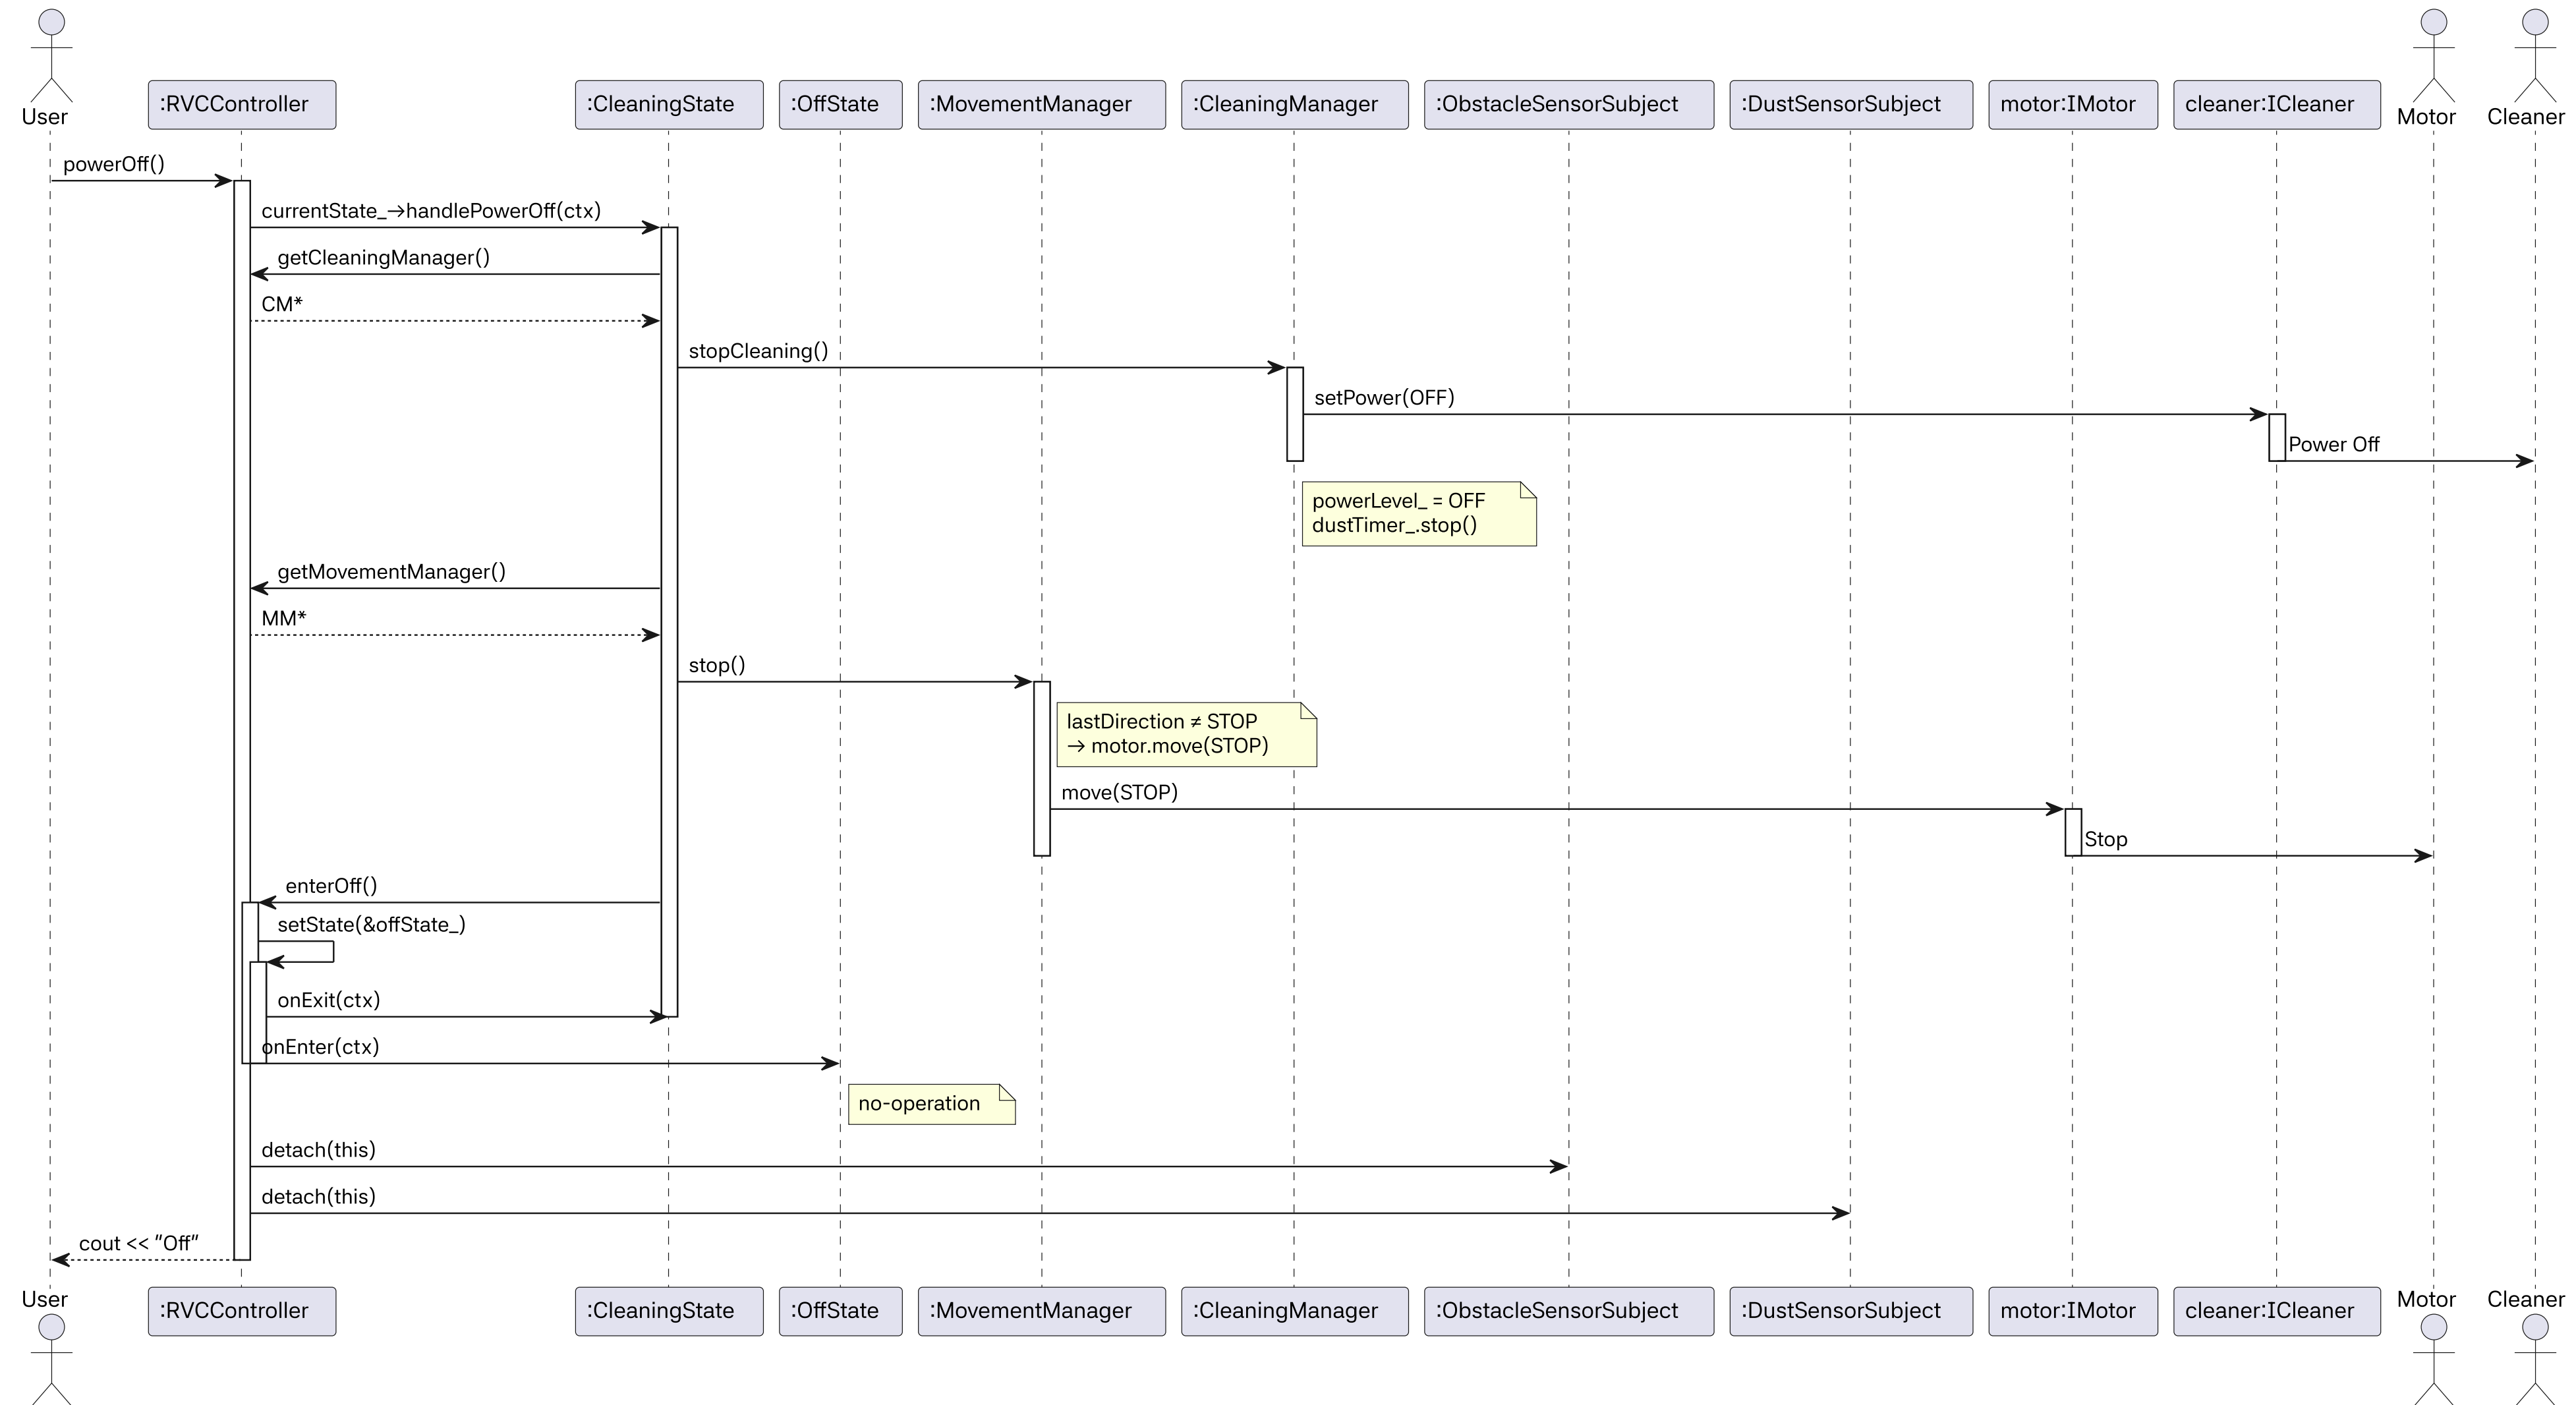 User
:RVCController
:CleaningState
:OffState
:MovementManager
:CleaningManager
:ObstacleSensorSubject
:DustSensorSubject
motor:IMotor
cleaner:ICleaner
Motor
Cleaner
powerOff()
currentState_→handlePowerOff(ctx)
getCleaningManager()
CM*
stopCleaning()
setPower(OFF)
Power Off
powerLevel_ = OFF
dustTimer_.stop()
getMovementManager()
MM*
stop()
lastDirection ≠ STOP
→ motor.move(STOP)
move(STOP)
Stop
enterOff()
setState(&offState_)
onExit(ctx)
onEnter(ctx)
no-operation
detach(this)
detach(this)
cout << “Off”
User
:RVCController
:CleaningState
:OffState
:MovementManager
:CleaningManager
:ObstacleSensorSubject
:DustSensorSubject
motor:IMotor
cleaner:ICleaner
Motor
Cleaner